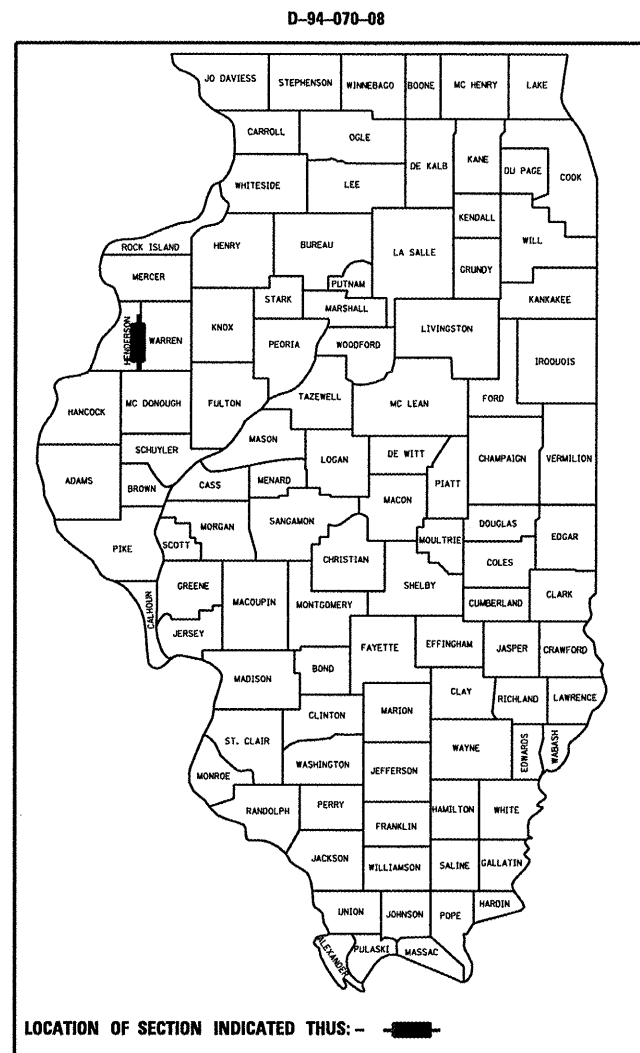 D-94-070-08
JO DAVIESS STEPHENSON WINNEBAGO BOONE MC HENRY LAKE
CARROLL OGLE
DE KALB KANE DU PAGE COOK
WHITESIDE LEE
KENDALL WILL
ROCK ISLAND HENRY BUREAU LA SALLE GRUNDY
MERCER PUTNAM
STARK MARSHALL KANKAKEE
HENDERSON WARREN KNOX PEORIA WOODFORD LIVINGSTON IROQUOIS
HANCOCK MC DONOUGH FULTON TAZEWELL MC LEAN FORD
SCHUYLER MASON
ADAMS BROWN CASS MENARD LOGAN DE WITT PIATT CHAMPAIGN VERMILION
MACON
PIKE SCOTT MORGAN SANGAMON CHRISTIAN MOULTRIE DOUGLAS EDGAR
COLES
CALHOUN GREENE MACOUPIN MONTGOMERY SHELBY CUMBERLAND CLARK
JERSEY
FAYETTE EFFINGHAM JASPER CRAWFORD
MADISON BOND
CLAY RICHLAND LAWRENCE
CLINTON MARION
ST. CLAIR WAYNE EDWARDS WABASH
MONROE WASHINGTON JEFFERSON
RANDOLPH PERRY HAMILTON WHITE
FRANKLIN
JACKSON WILLIAMSON SALINE GALLATIN
UNION JOHNSON POPE HARDIN
ALEXANDER PULASKI MASSAC
LOCATION OF SECTION INDICATED THUS: -